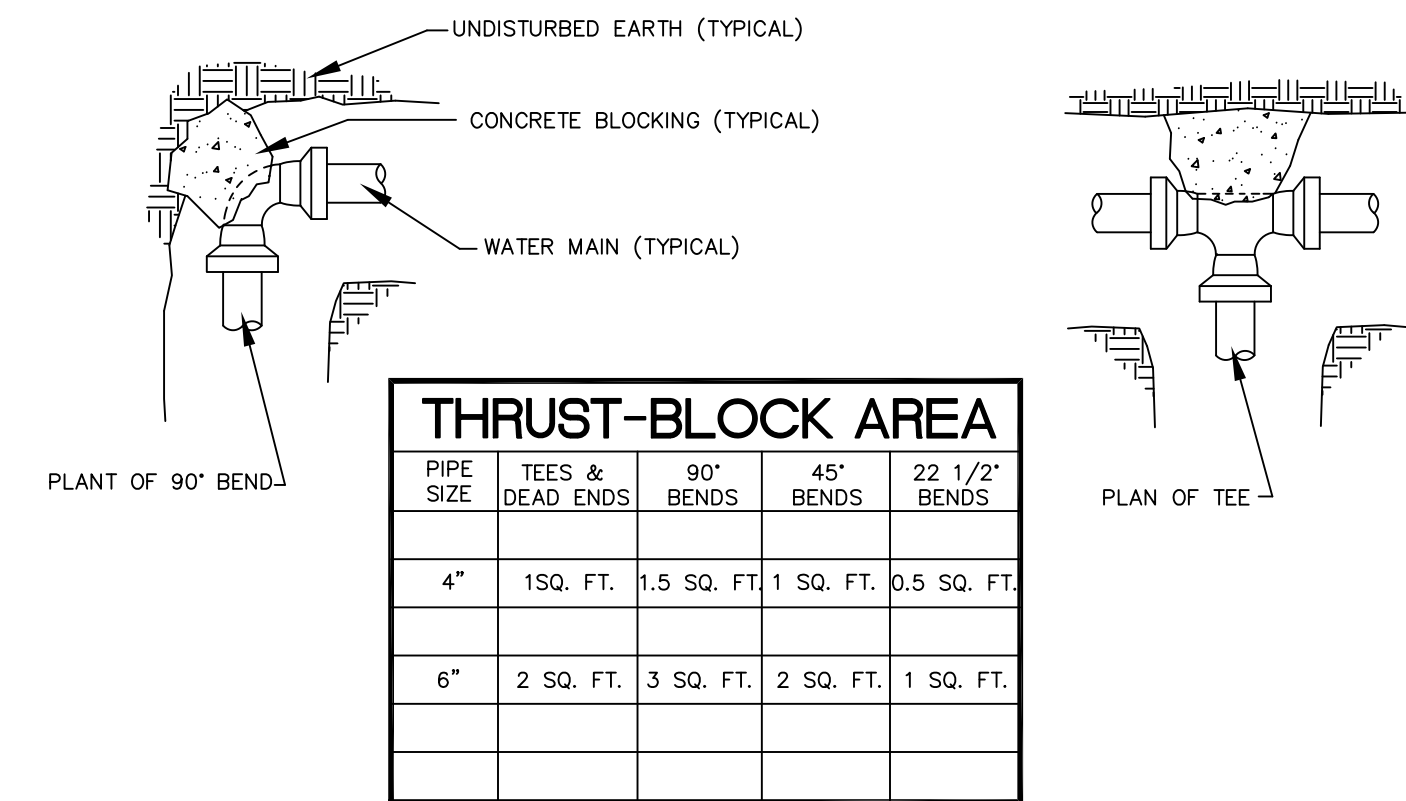 UNDISTURBED EARTH (TYPICAL)
CONCRETE BLOCKING (TYPICAL)
WATER MAIN (TYPICAL)
PLANT OF 90° BEND
PLAN OF TEE
THRUST-BLOCK AREA
PIPE SIZE TEES & DEAD ENDS 90° BENDS 45° BENDS 22 1/2° BENDS
4" 1SQ. FT. 1.5 SQ. FT. 1 SQ. FT. 0.5 SQ. FT.
6" 2 SQ. FT. 3 SQ. FT. 2 SQ. FT. 1 SQ. FT.